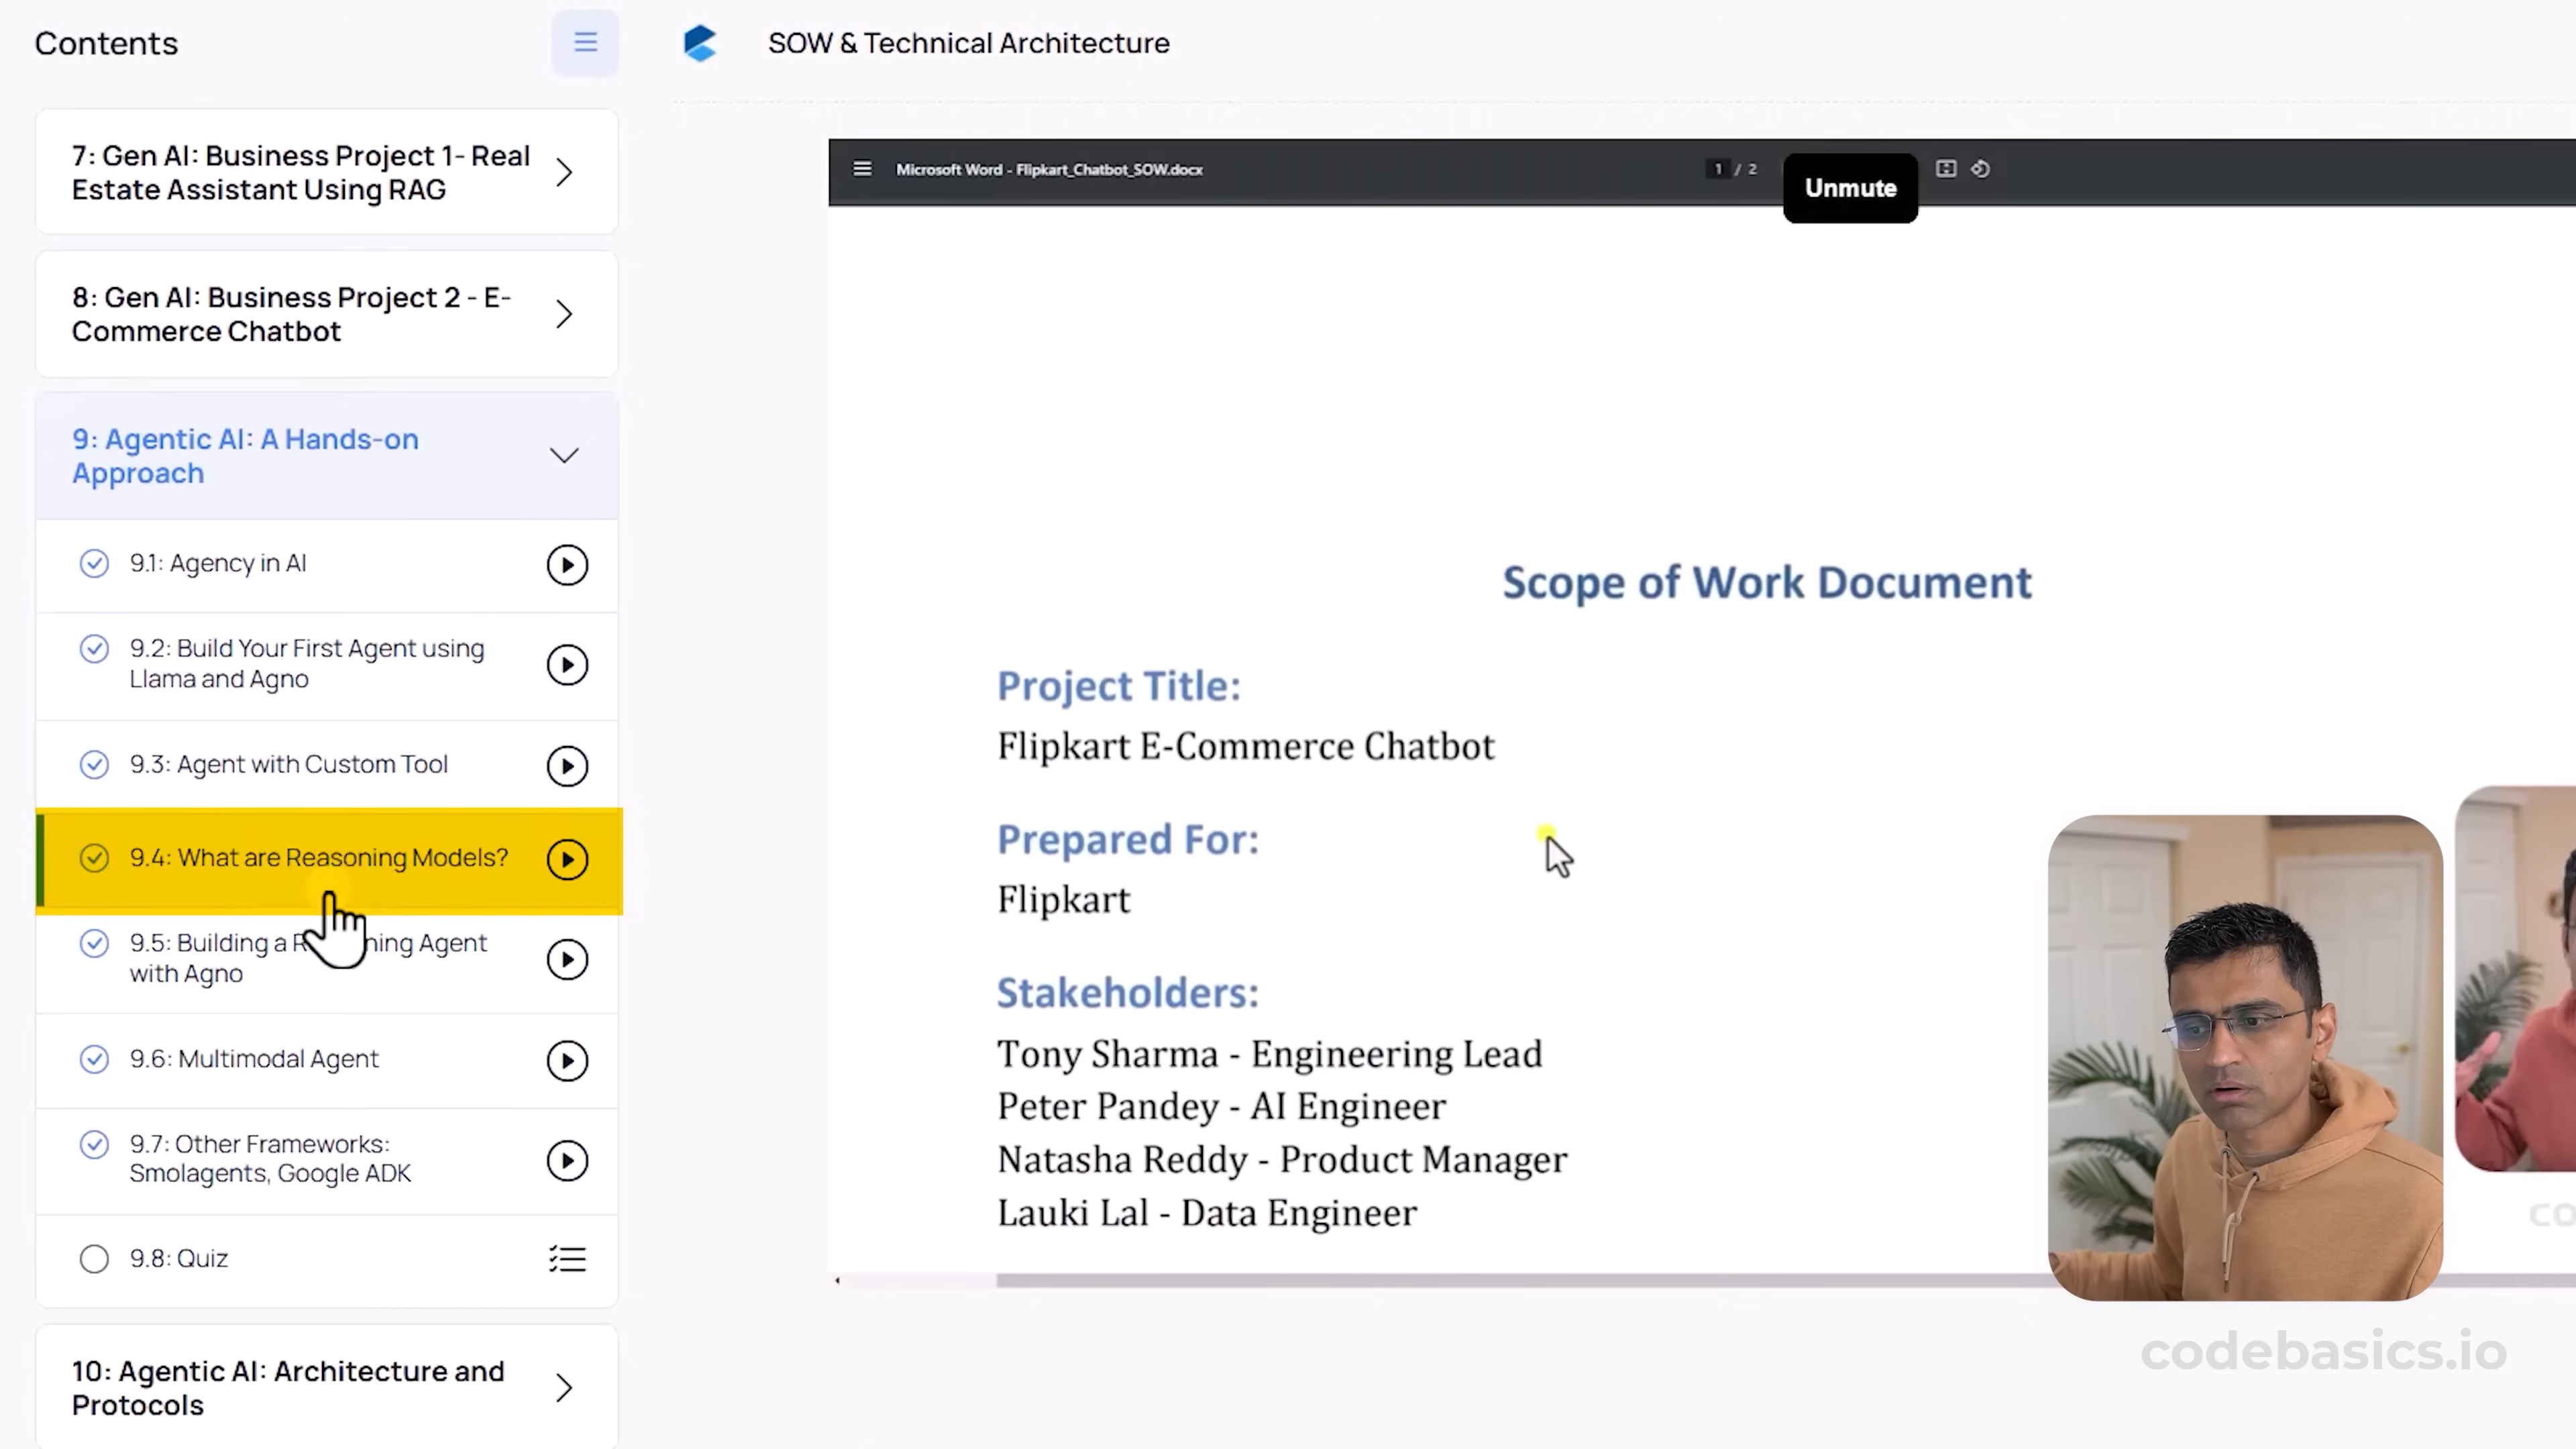 Contents
SOW & Technical Architecture
7: Gen AI: Business Project 1- Real
Estate Assistant Using RAG
8: Gen AI: Business Project 2 - E-
Commerce Chatbot
9: Agentic AI: A Hands-on
Approach
9.1: Agency in AI
9.2: Build Your First Agent using
Llama and Agno
9.3: Agent with Custom Tool
9.4: What are Reasoning Models?
9.5: Building a
ning Agent
with Agno
9.6: Multimodal Agent
9.7: Other Frameworks:
Smolagents, Google ADK
9.8: Quiz
10: Agentic AI: Architecture and
Protocols
Microsoft Word - Flipkart_Chatbot_SOW.docx
1 / 2
Unmute
Scope of Work Document
Project Title:
Flipkart E-Commerce Chatbot
Prepared For:
Flipkart
Stakeholders:
Tony Sharma - Engineering Lead
Peter Pandey - AI Engineer
Natasha Reddy - Product Manager
Lauki Lal - Data Engineer
co
codebasics.io